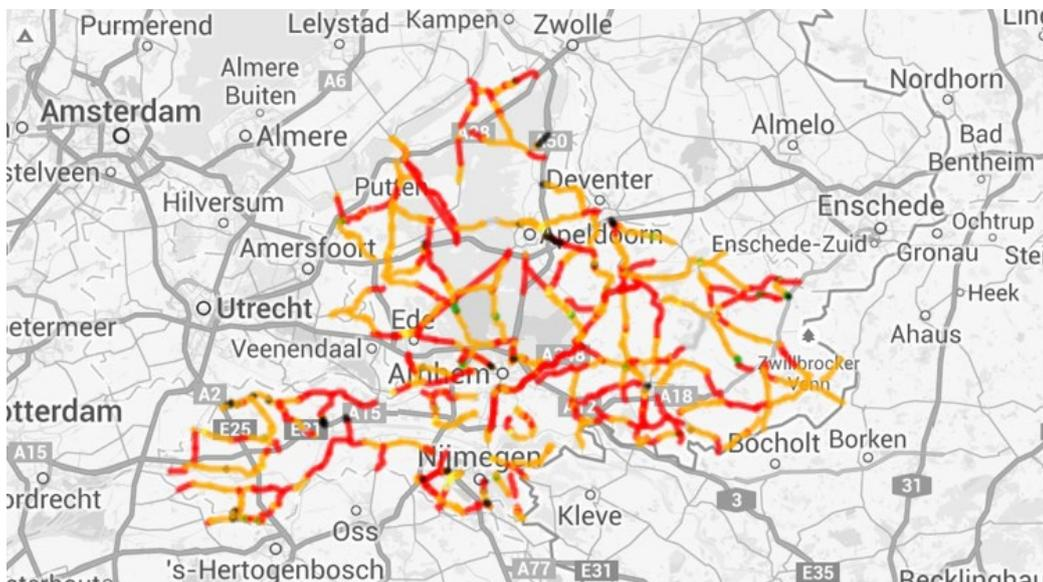 Purmerend
Lelystad
Kampen
Zwolle
Almere
Buiten
A6
Nordhorn
Amsterdam
Almere
A28
A50
Almelo
Bad
Bentheim
stelveen
Hilversum
Putten
Deventer
Enschede
Ochtrup
Amersfoort
Apeldoorn
Enschede-Zuid
Gronau
Ste
Utrecht
Heek
etermeer
Ede
Ahaus
Veenendaal
Zwillbrocker
Venn
Arnhem
A2
A15
A12
A18
otterdam
E25
E31
Bocholt
Borken
A15
Nijmegen
ordrecht
Kleve
3
31
Oss
's-Hertogenbosch
A77
E31
E35
Recklinghau